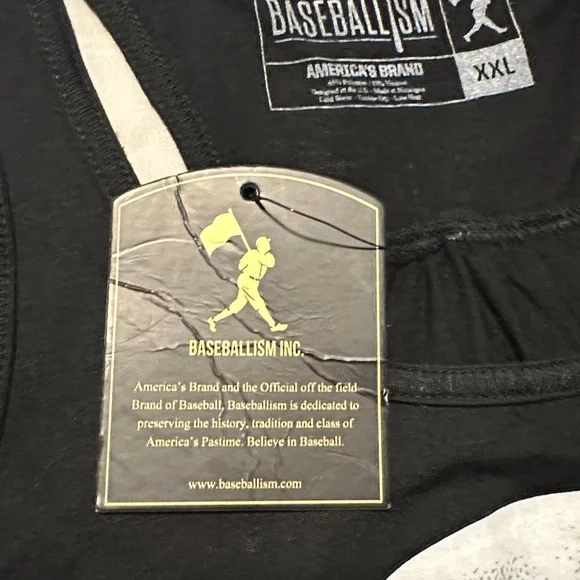 BASEBALLISM
AMERICA'S BRAND
XXL
BASEBALLISM INC.
America's Brand and the Official off the field
Brand of Baseball, Baseballism is dedicated to
preserving the history, tradition and class of
America's Pastime. Believe in Baseball.
www.baseballism.com